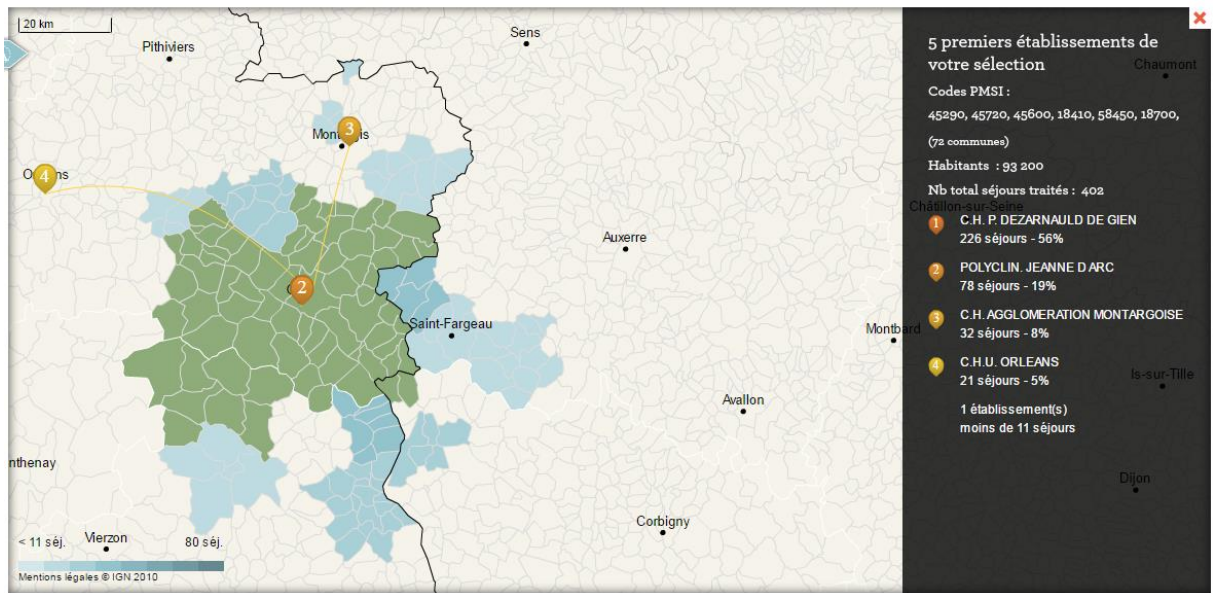 20 km
Sens
Pithiviers
3
4
Auxerre
2
Saint-Fargeau
Montbard
Avallon
nthenay
Corbigny
< 11 séj.
Vierzon
80 séj.
Mentions légales © IGN 2010
5 premiers établissements de
votre sélection
Chaumont
Codes PMSI :
45290, 45720, 45600, 18410, 58450, 18700,
(72 communes)
Habitants : 93 200
Nb total séjours traités : 402
Châtillon-sur-Seine
1 C.H. P. DEZARNAULD DE GIEN
226 séjours - 56%
2 POLYCLIN. JEANNE D ARC
78 séjours - 19%
3 C.H. AGGLOMERATION MONTARGOISE
32 séjours - 8%
4 C.H.U. ORLEANS
21 séjours - 5%
Is-sur-Tille
1 établissement(s)
moins de 11 séjours
Dijon